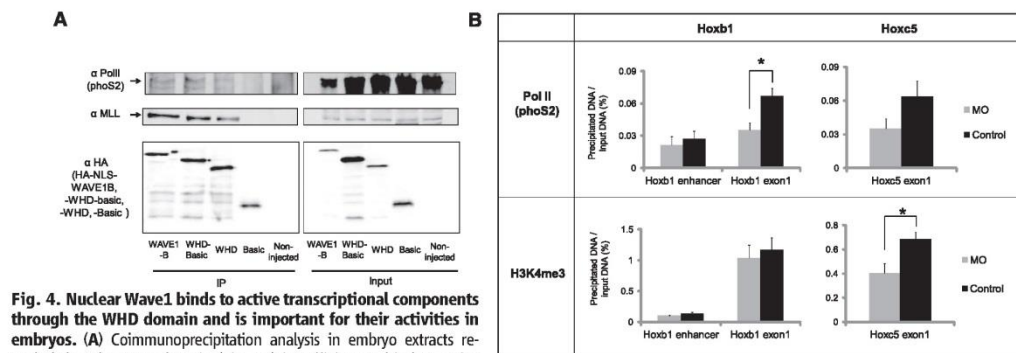 A
α PolII
(phoS2)
α MLL
α HA
(HA-NLS-
WAVE1B,
-WHD-basic,
-WHD, -Basic )
WAVE1
-B
WHD-
Basic
WHD
Basic
Non-
injected
WAVE1
-B
WHD-
Basic
WHD
Basic
Non-
injected
IP
Input
Fig. 4. Nuclear Wave1 binds to active transcriptional components
through the WHD domain and is important for their activities in
embryos. (A) Coimmunoprecipitation analysis in embryo extracts re-
B
Hoxb1
Hoxc5
Pol II
(phoS2)
Precipitated DNA /
Input DNA (%)
0.09
0.06
0.03
0
*
Hoxb1 enhancer
Hoxb1 exon1
0.09
0.06
0.03
0
Hoxc5 exon1
MO
Control
H3K4me3
Precipitated DNA /
Input DNA (%)
1.5
1
0.5
0
Hoxb1 enhancer
Hoxb1 exon1
0.8
0.6
0.4
0.2
0
*
Hoxc5 exon1
MO
Control